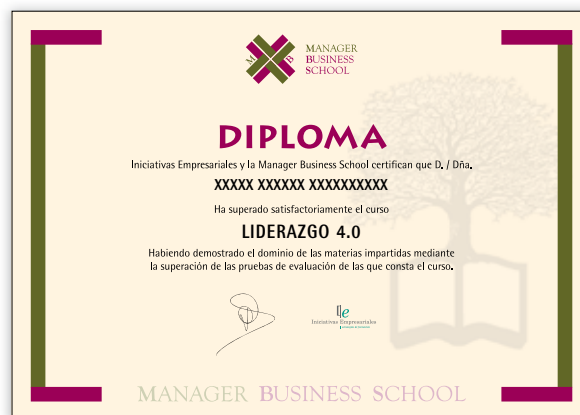 M B
MANAGER
BUSINESS
SCHOOL
DIPLOMA
Iniciativas Empresariales y la Manager Business School certifican que D. / Dña.
XXXXX XXXXXX XXXXXXXXXX
Ha superado satisfactoriamente el curso
LIDERAZGO 4.0
Habiendo demostrado el dominio de las materias impartidas mediante
la superación de las pruebas de evaluación de las que consta el curso.
IIe
Iniciativas Empresariales
MANAGER BUSINESS SCHOOL